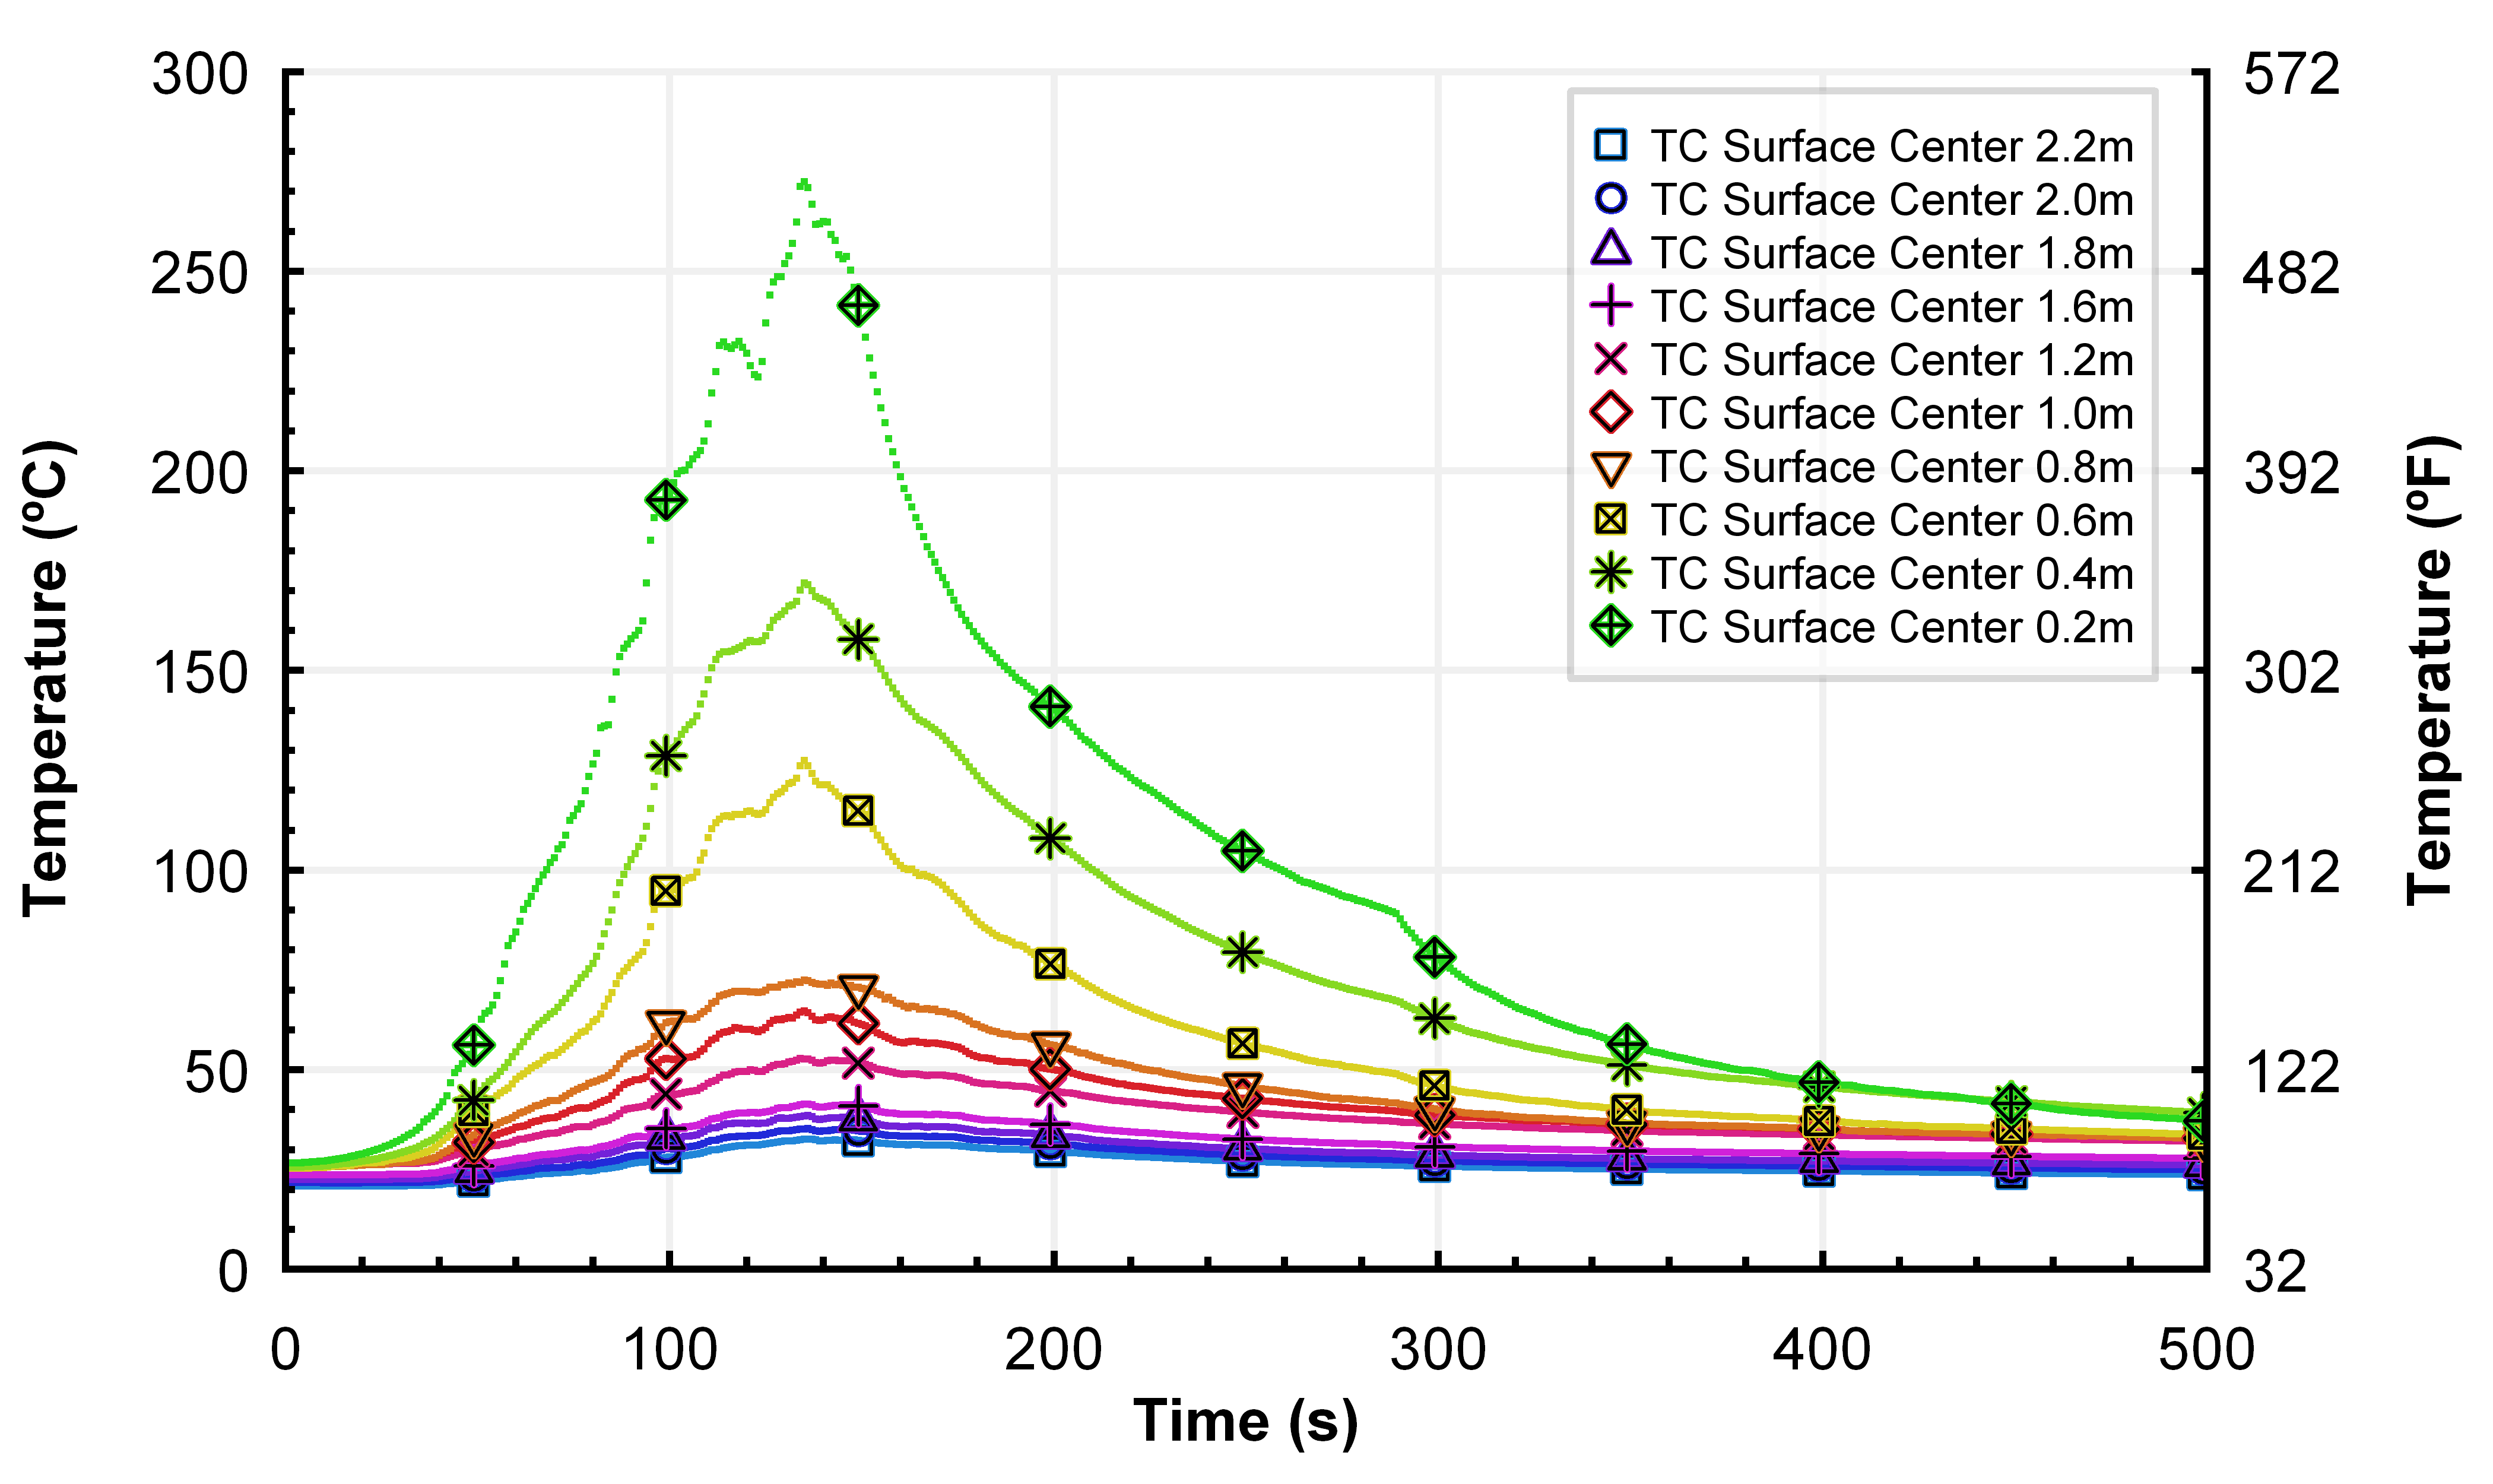 300
250
200
150
100
50
0
572
482
392
302
212
122
32
0
100
200
300
400
500
Temperature (ºC)
Temperature (ºF)
Time (s)
TC Surface Center 2.2m
TC Surface Center 2.0m
TC Surface Center 1.8m
TC Surface Center 1.6m
TC Surface Center 1.2m
TC Surface Center 1.0m
TC Surface Center 0.8m
TC Surface Center 0.6m
TC Surface Center 0.4m
TC Surface Center 0.2m